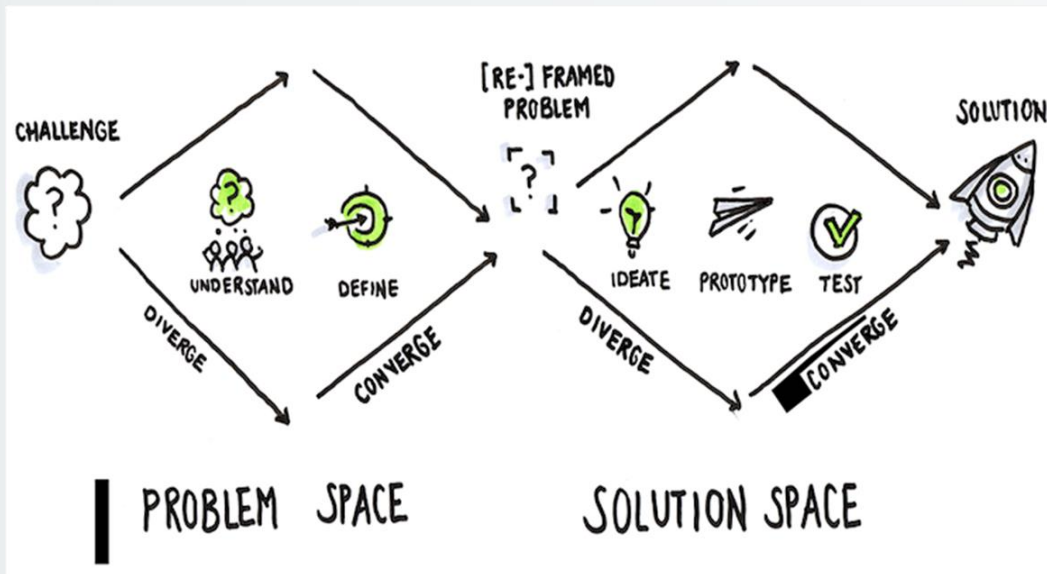 CHALLENGE
UNDERSTAND
DEFINE
DIVERGE
CONVERGE
[RE-] FRAMED
PROBLEM
IDEATE
PROTOTYPE
TEST
DIVERGE
CONVERGE
SOLUTION
PROBLEM SPACE
SOLUTION SPACE